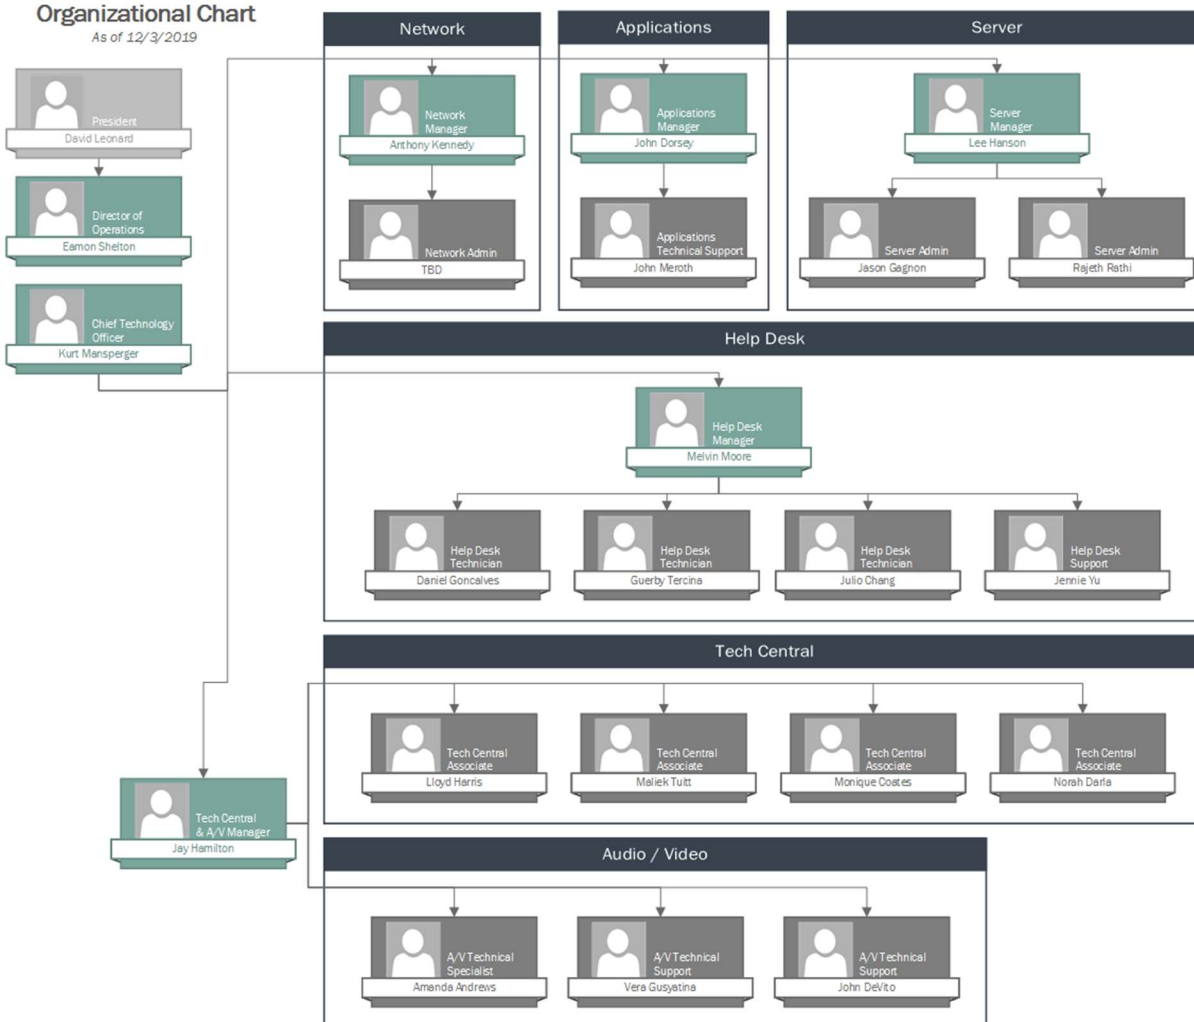 Organizational Chart
As of 12/3/2019
President
David Leonard
Director of
Operations
Eamon Shelton
Chief Technology
Officer
Kurt Mansperger
Network
Network
Manager
Anthony Kennedy
Network Admin
TBD
Applications
Applications
Manager
John Dorsey
Applications
Technical Support
John Meroth
Server
Server
Manager
Lee Hanson
Server Admin
Jason Gagnon
Server Admin
Rajeth Rathi
Help Desk
Help Desk
Manager
Melvin Moore
Help Desk
Technician
Daniel Goncalves
Help Desk
Technician
Guerby Tercina
Help Desk
Technician
Julio Chang
Help Desk
Support
Jennie Yu
Tech Central
& A/V Manager
Jay Hamilton
Tech Central
Tech Central
Associate
Lloyd Harris
Tech Central
Associate
Maliek Tuitt
Tech Central
Associate
Monique Coates
Tech Central
Associate
Norah Darla
Audio / Video
A/V Technical
Specialist
Amanda Andrews
A/V Technical
Support
Vera Gusyatina
A/V Technical
Support
John DeVito